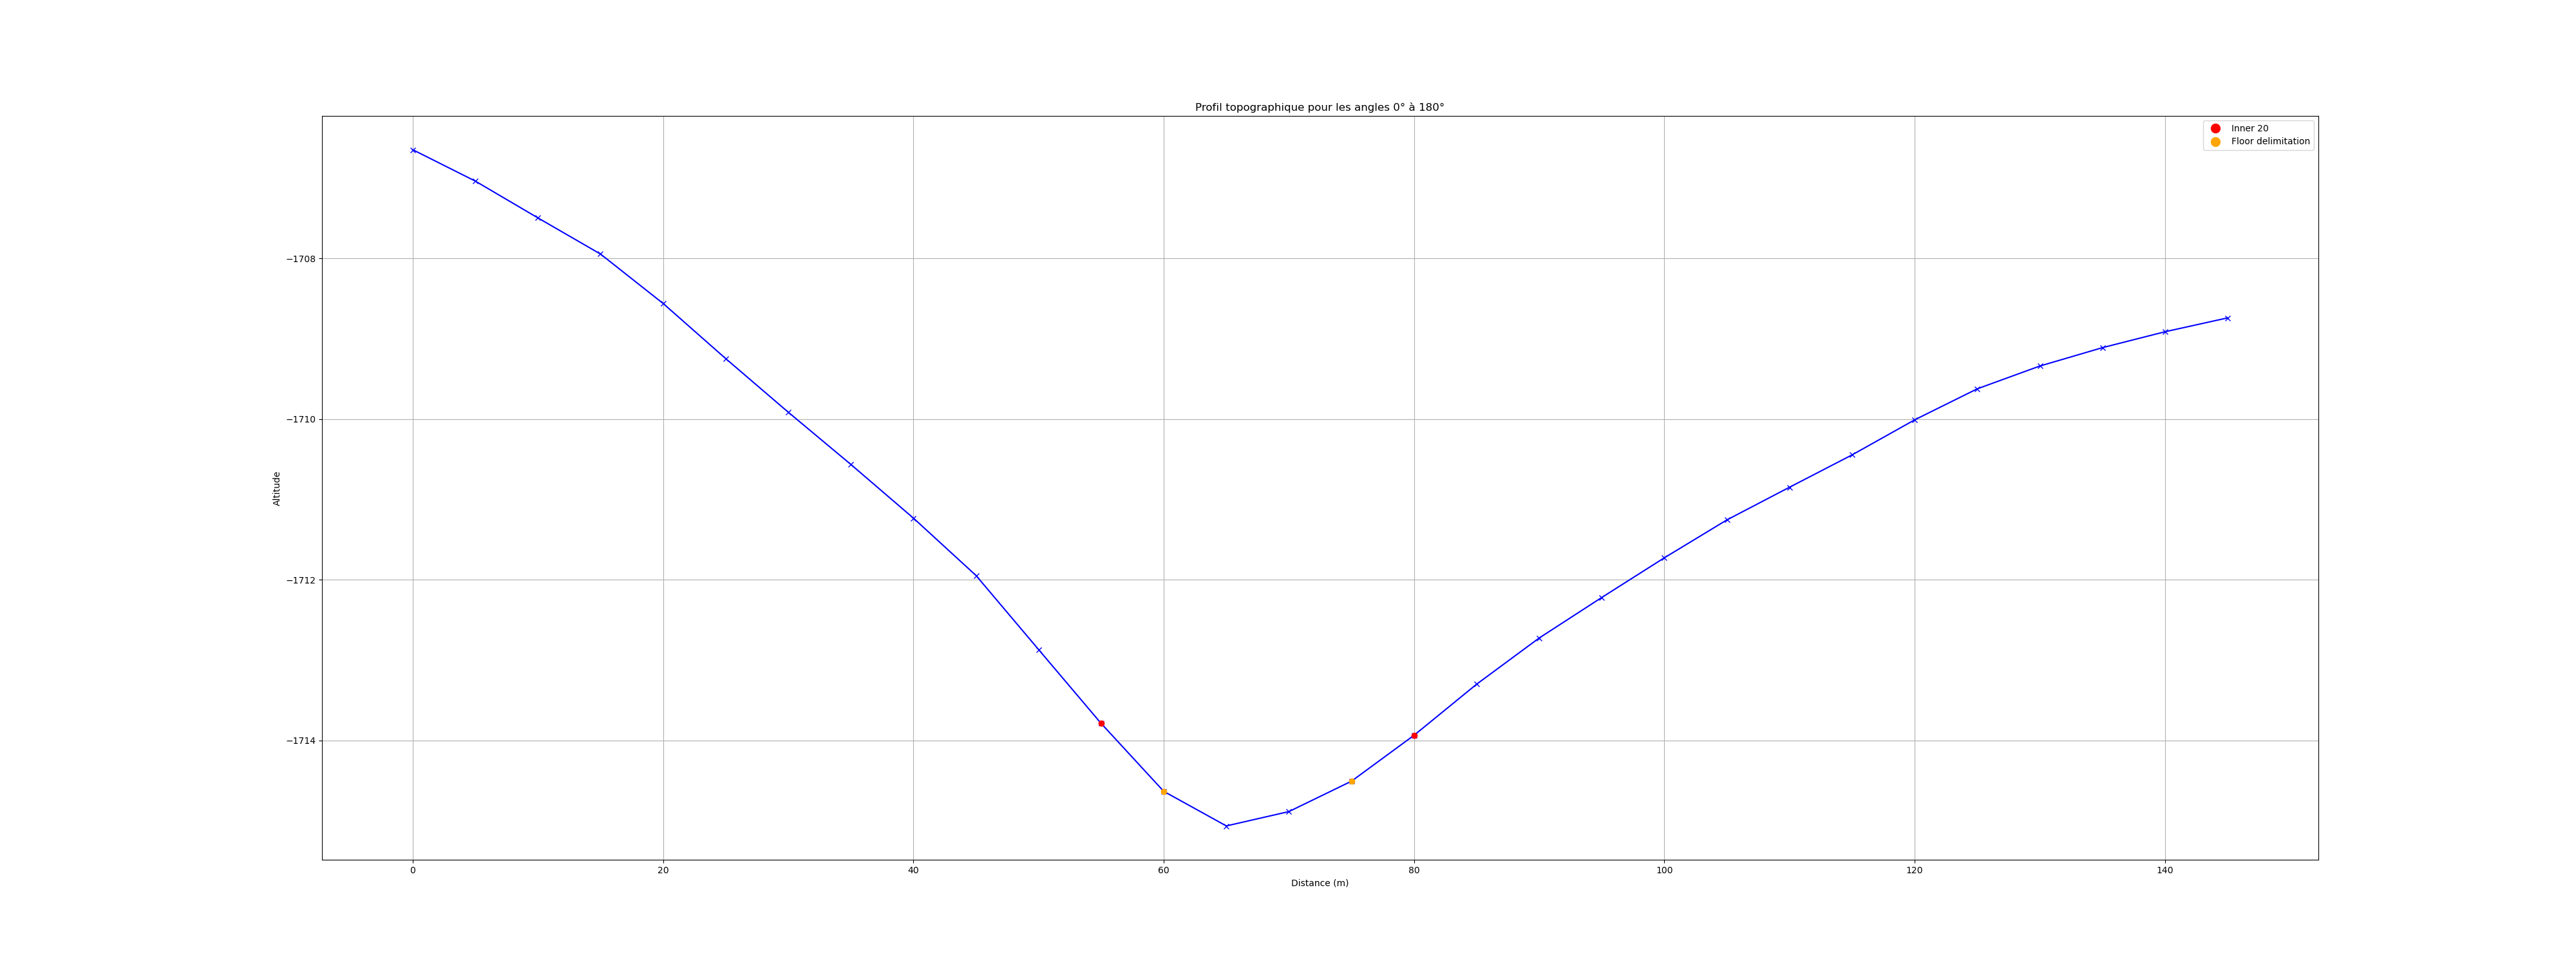 Profil topographique pour les angles 0° à 180°
Inner 20
Floor delimitation
−1708
−1710
−1712
−1714
Altitude
0 20 40 60 80 100 120 140
Distance (m)